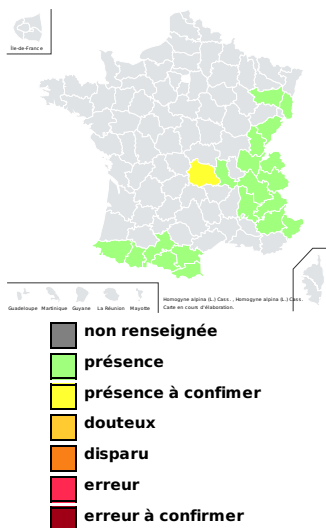 Île-de-France
Guadeloupe Martinique Guyane La Réunion Mayotte
Homogyne alpina (L.) Cass. , Homogyne alpina (L.) Cass.
Carte en cours d'élaboration.
non renseignée
présence
présence à confimer
douteux
disparu
erreur
erreur à confirmer